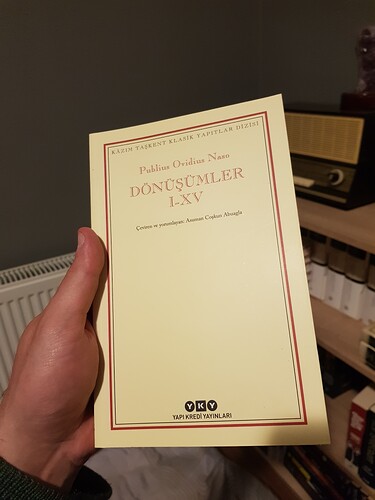 KÂZIM TAŞKENT KLASİK YAPITLAR DİZİSİ
Publius Ovidius Naso
DÖNÜŞÜMLER
I-XV
Çeviren ve yorumlayan: Asuman Coşkun Abuagla
YKY
YAPI KREDİ YAYINLARI